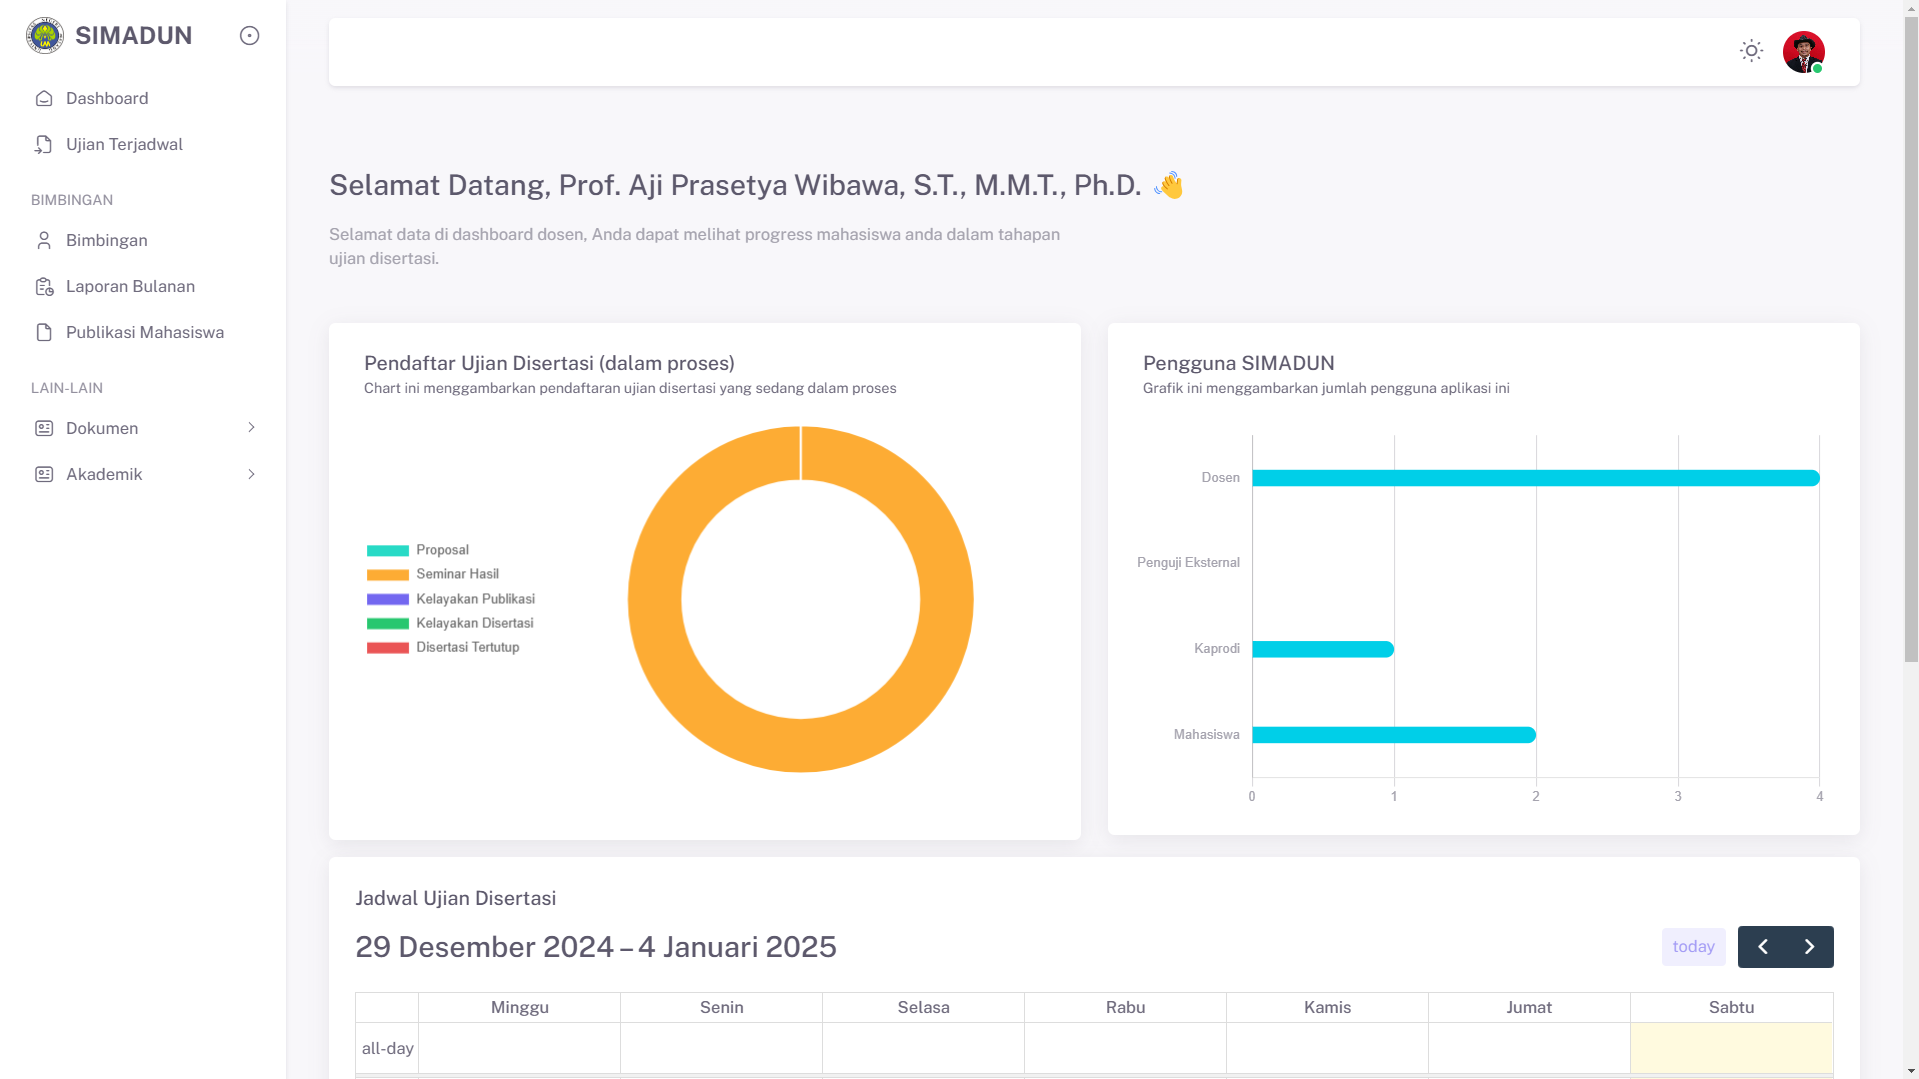 SIMADUN
Dashboard
Ujian Terjadwal
BIMBINGAN
Bimbingan
Laporan Bulanan
Publikasi Mahasiswa
LAIN-LAIN
Dokumen
Akademik
Selamat Datang, Prof. Aji Prasetya Wibawa, S.T., M.M.T., Ph.D. 👋
Selamat data di dashboard dosen, Anda dapat melihat progress mahasiswa anda dalam tahapan
ujian disertasi.
Pendaftar Ujian Disertasi (dalam proses)
Chart ini menggambarkan pendaftaran ujian disertasi yang sedang dalam proses
Proposal
Seminar Hasil
Kelayakan Publikasi
Kelayakan Disertasi
Disertasi Tertutup
Pengguna SIMADUN
Grafik ini menggambarkan jumlah pengguna aplikasi ini
Dosen
Penguji Eksternal
Kaprodi
Mahasiswa
0 1 2 3 4
Jadwal Ujian Disertasi
29 Desember 2024 – 4 Januari 2025
today
Minggu Senin Selasa Rabu Kamis Jumat Sabtu
all-day